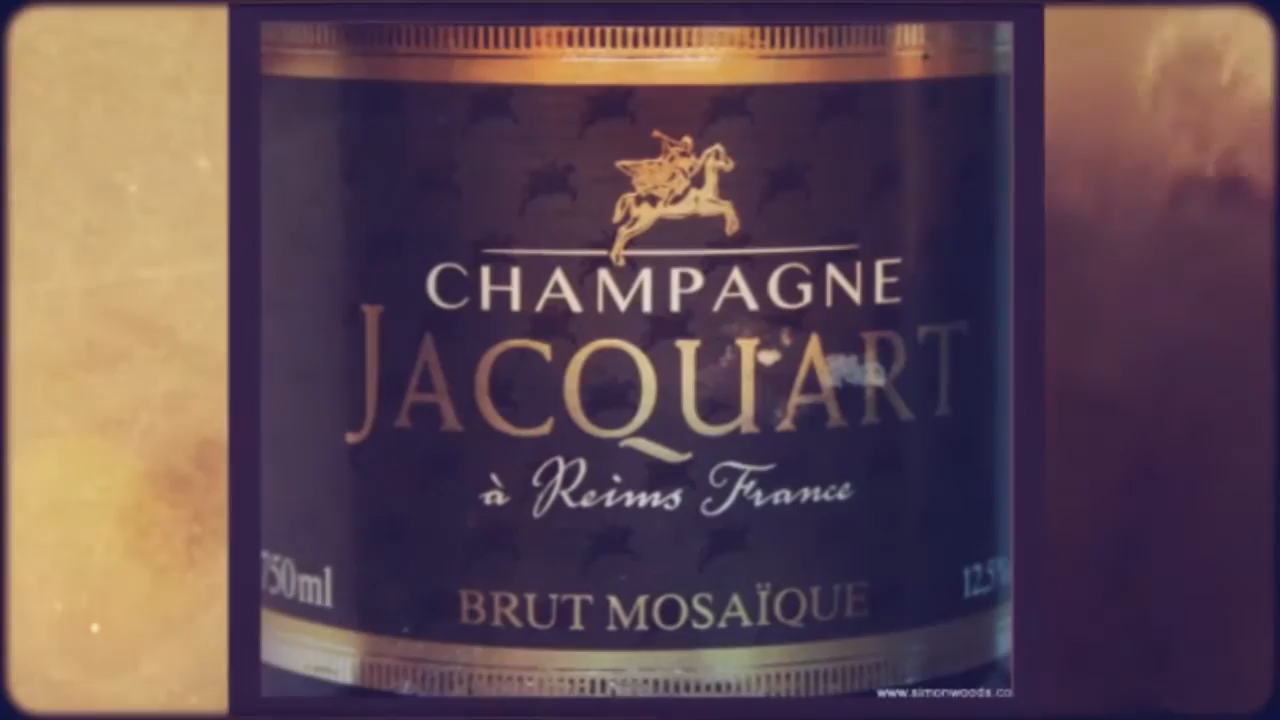 CHAMPAGNE
JACQUART
à Reims France
750ml
12.5%
BRUT MOSAÏQUE
www.simonwoods.co